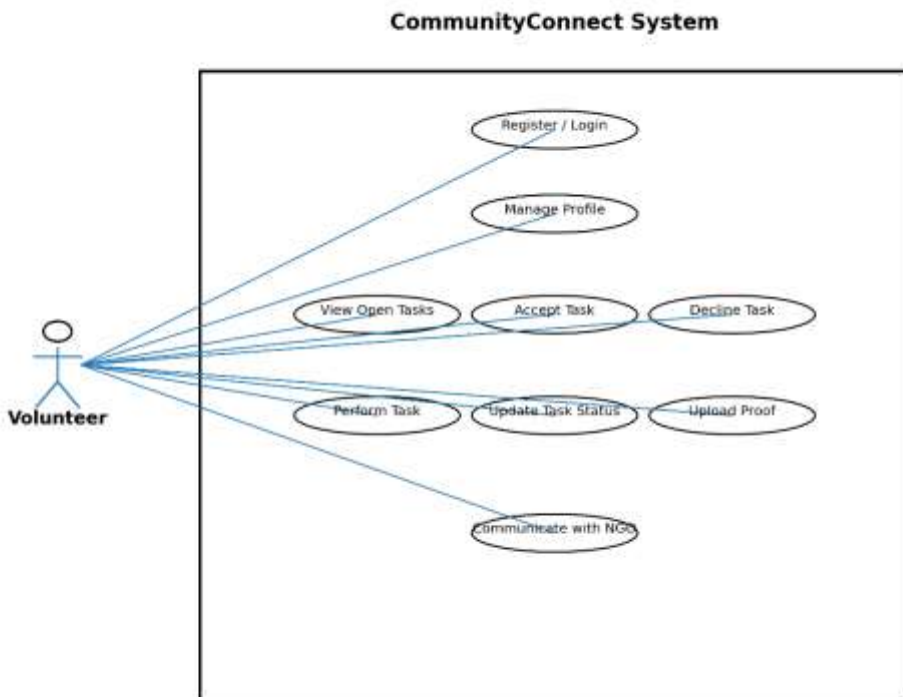 CommunityConnect System
Register / Login
Manage Profile
View Open Tasks
Accept Task
Decline Task
Perform Task
Update Task Status
Upload Proof
Volunteer
Communicate with NGO